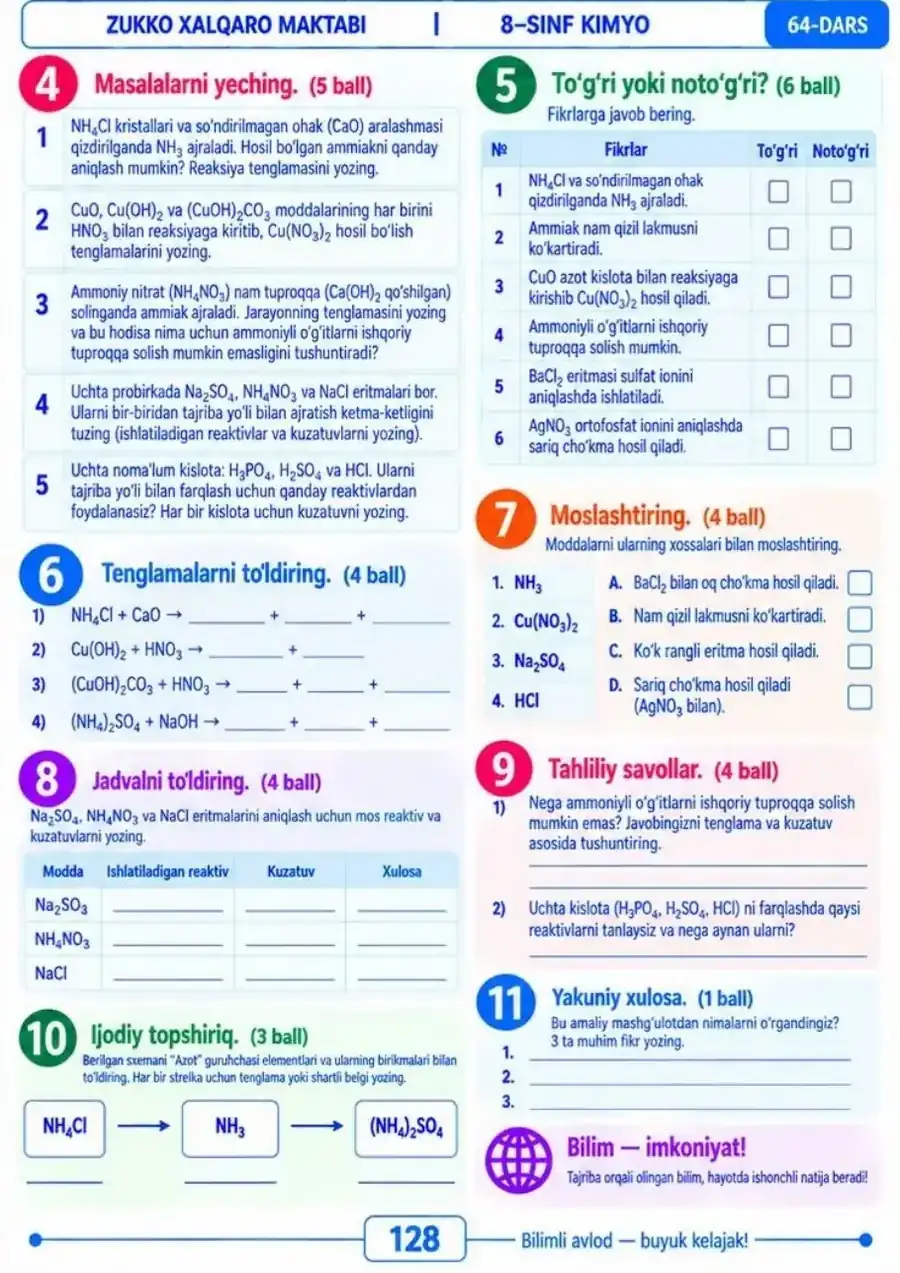 ZUKKO XALQARO MAKTABI | 8–SINF KIMYO 64-DARS
4 Masalalarni yeching. (5 ball)
1 NH₄Cl kristallari va so'ndirilmagan ohak (CaO) aralashmasi
qizdirilganda NH₃ ajraladi. Hosil bo'lgan ammiakni qanday
aniqlash mumkin? Reaksiya tenglamasini yozing.
2 CuO, Cu(OH)₂ va (CuOH)₂CO₃ moddalarining har birini
HNO₃ bilan reaksiyaga kiritib, Cu(NO₃)₂ hosil bo'lish
tenglamalarini yozing.
3 Ammoniy nitrat (NH₄NO₃) nam tuproqqa (Ca(OH)₂ qo'shilgan)
solinganda ammiak ajraladi. Jarayonning tenglamasini yozing
va bu hodisa nima uchun ammoniyli o'g'itlarni ishqoriy
tuproqqa solish mumkin emasligini tushuntiradi?
4 Uchta probirkada Na₂SO₄, NH₄NO₃ va NaCl eritmalari bor.
Ularni bir-biridan tajriba yo'li bilan ajratish ketma-ketligini
tuzing (ishlatiladigan reaktivlar va kuzatuvlarni yozing).
5 Uchta noma'lum kislota: H₃PO₄, H₂SO₄ va HCl. Ularni
tajriba yo'li bilan farqlash uchun qanday reaktivlardan
foydalanasiz? Har bir kislota uchun kuzatuvni yozing.
5 To'g'ri yoki noto'g'ri? (6 ball)
Fikrlarga javob bering.
№ Fikrlar To'g'ri Noto'g'ri
1 NH₄Cl va so'ndirilmagan ohak
qizdirilganda NH₃ ajraladi.
2 Ammiak nam qizil lakmusni
ko'kartiradi.
3 CuO azot kislota bilan reaksiyaga
kirishib Cu(NO₃)₂ hosil qiladi.
4 Ammoniyli o'g'itlarni ishqoriy
tuproqqa solish mumkin.
5 BaCl₂ eritmasi sulfat ionini
aniqlashda ishlatiladi.
6 AgNO₃ ortofosfat ionini aniqlashda
sariq cho'kma hosil qiladi.
6 Tenglamalarni to'ldiring. (4 ball)
1) NH₄Cl + CaO → ________ + _______ + ________
2) Cu(OH)₂ + HNO₃ → ________ + _______
3) (CuOH)₂CO₃ + HNO₃ → ______ + ______ + _______
4) (NH₄)₂SO₄ + NaOH → ______ + ______ + _______
7 Moslashtiring. (4 ball)
Moddalarni ularning xossalari bilan moslashtiring.
1. NH₃ A. BaCl₂ bilan oq cho'kma hosil qiladi.
2. Cu(NO₃)₂ B. Nam qizil lakmusni ko'kartiradi.
3. Na₂SO₄ C. Ko'k rangli eritma hosil qiladi.
4. HCl D. Sariq cho'kma hosil qiladi
(AgNO₃ bilan).
8 Jadvalni to'ldiring. (4 ball)
Na₂SO₄, NH₄NO₃ va NaCl eritmalarini aniqlash uchun mos reaktiv va
kuzatuvlarni yozing.
Modda Ishlatiladigan reaktiv Kuzatuv Xulosa
Na₂SO₃
NH₄NO₃
NaCl
9 Tahliliy savollar. (4 ball)
1) Nega ammoniyli o'g'itlarni ishqoriy tuproqqa solish
mumkin emas? Javobingizni tenglama va kuzatuv
asosida tushuntiring.
2) Uchta kislota (H₃PO₄, H₂SO₄, HCl) ni farqlashda qaysi
reaktivlarni tanlaysiz va nega aynan ularni?
10 Ijodiy topshiriq. (3 ball)
Berilgan sxemani "Azot" guruhchasi elementlari va ularning birikmalari bilan
to'ldiring. Har bir strelka uchun tenglama yoki shartli belgi yozing.
NH₄Cl → NH₃ → (NH₄)₂SO₄
11 Yakuniy xulosa. (1 ball)
Bu amaliy mashg'ulotdan nimalarni o'rgandingiz?
3 ta muhim fikr yozing.
1.
2.
3.
Bilim — imkoniyat!
Tajriba orqali olingan bilim, hayotda ishonchli natija beradi!
128 Bilimli avlod — buyuk kelajak!